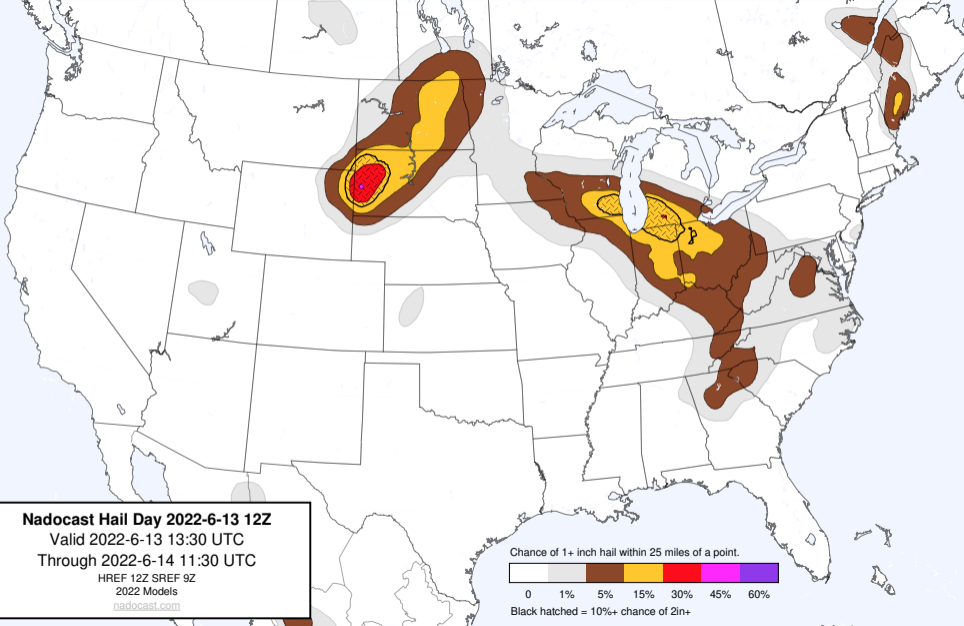 Nadocast Hail Day 2022-6-13 12Z
Valid 2022-6-13 13:30 UTC
Through 2022-6-14 11:30 UTC
HREF 12Z SREF 9Z
2022 Models
nadocast.com
Chance of 1+ inch hail within 25 miles of a point.
0 1% 5% 15% 30% 45% 60%
Black hatched = 10%+ chance of 2in+